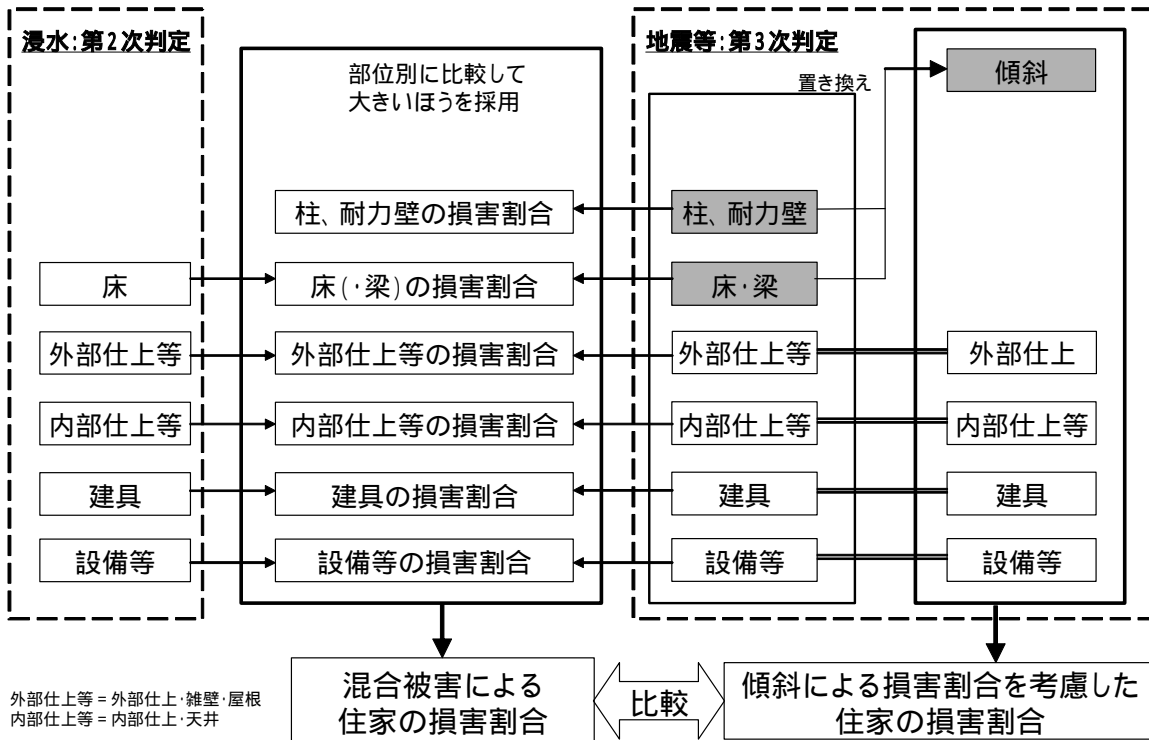 浸水:第2次判定
部位別に比較して
大きいほうを採用
地震等:第3次判定
置き換え
傾斜
柱、耐力壁の損害割合
柱、耐力壁
床
床(・梁)の損害割合
床・梁
外部仕上等
外部仕上等の損害割合
外部仕上等
外部仕上
内部仕上等
内部仕上等の損害割合
内部仕上等
内部仕上等
建具
建具の損害割合
建具
建具
設備等
設備等の損害割合
設備等
設備等
外部仕上等=外部仕上・雑壁・屋根
内部仕上等=内部仕上・天井
混合被害による
住家の損害割合
比較
傾斜による損害割合を考慮した
住家の損害割合